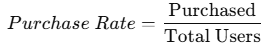 Purchase Rate = Purchased / Total Users